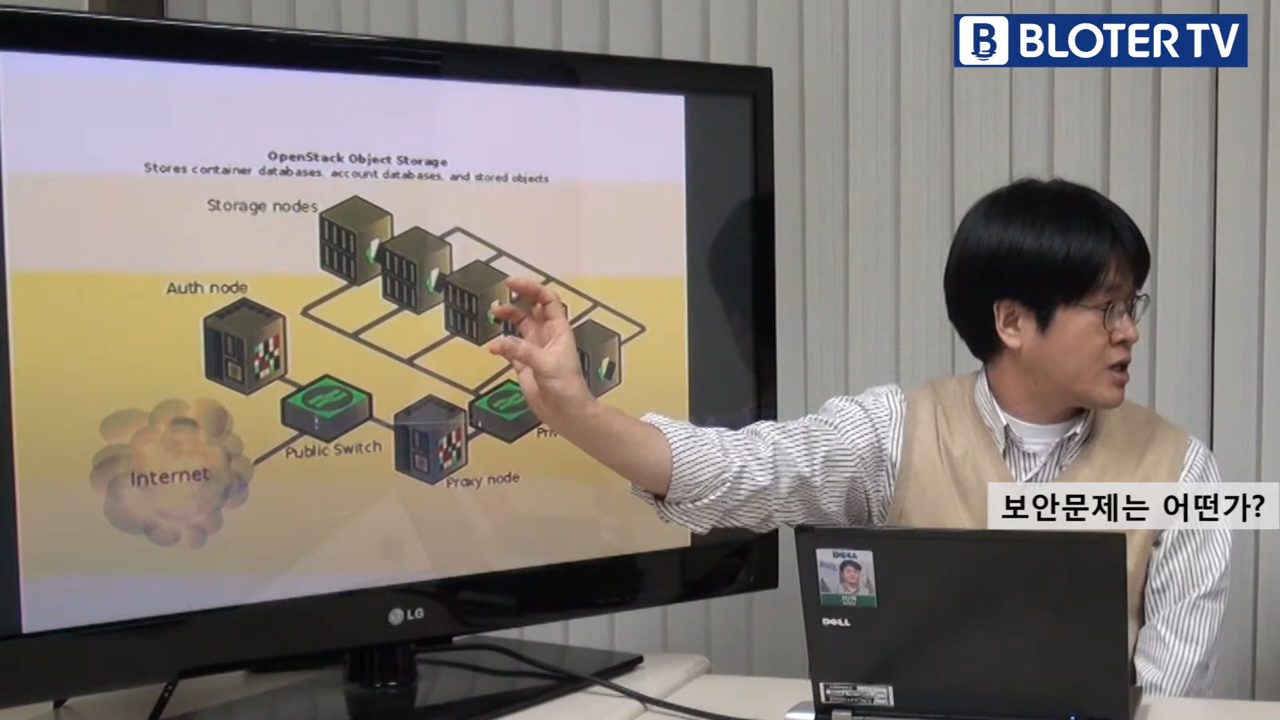 BLOTER TV
OpenStack Object Storage
Stores container databases, account databases, and stored objects
Storage nodes
Auth node
Public Switch
Internet
Proxy node
LG
보안문제는 어떤가?
DELL
DELL